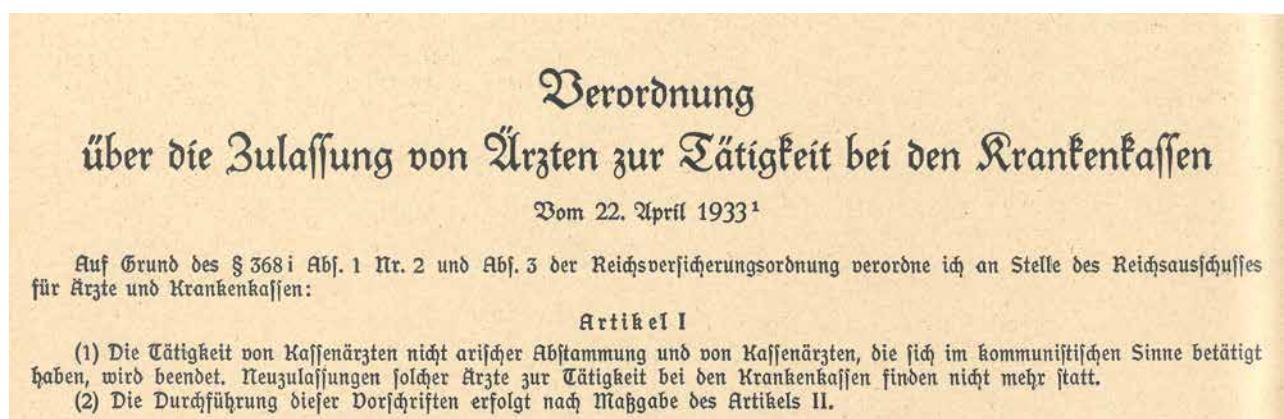 Verordnung
über die Zulassung von Ärzten zur Tätigkeit bei den Krankenkassen
Vom 22. April 1933¹
Auf Grund des § 368 i Abs. 1 Nr. 2 und Abs. 3 der Reichsversicherungsordnung verordne ich an Stelle des Reichsausschusses
für Ärzte und Krankenkassen:
Artikel I
(1) Die Tätigkeit von Kassenärzten nicht arischer Abstammung und von Kassenärzten, die sich im kommunistischen Sinne betätigt
haben, wird beendet. Neuzulassungen solcher Ärzte zur Tätigkeit bei den Krankenkassen finden nicht mehr statt.
(2) Die Durchführung dieser Vorschriften erfolgt nach Maßgabe des Artikels II.